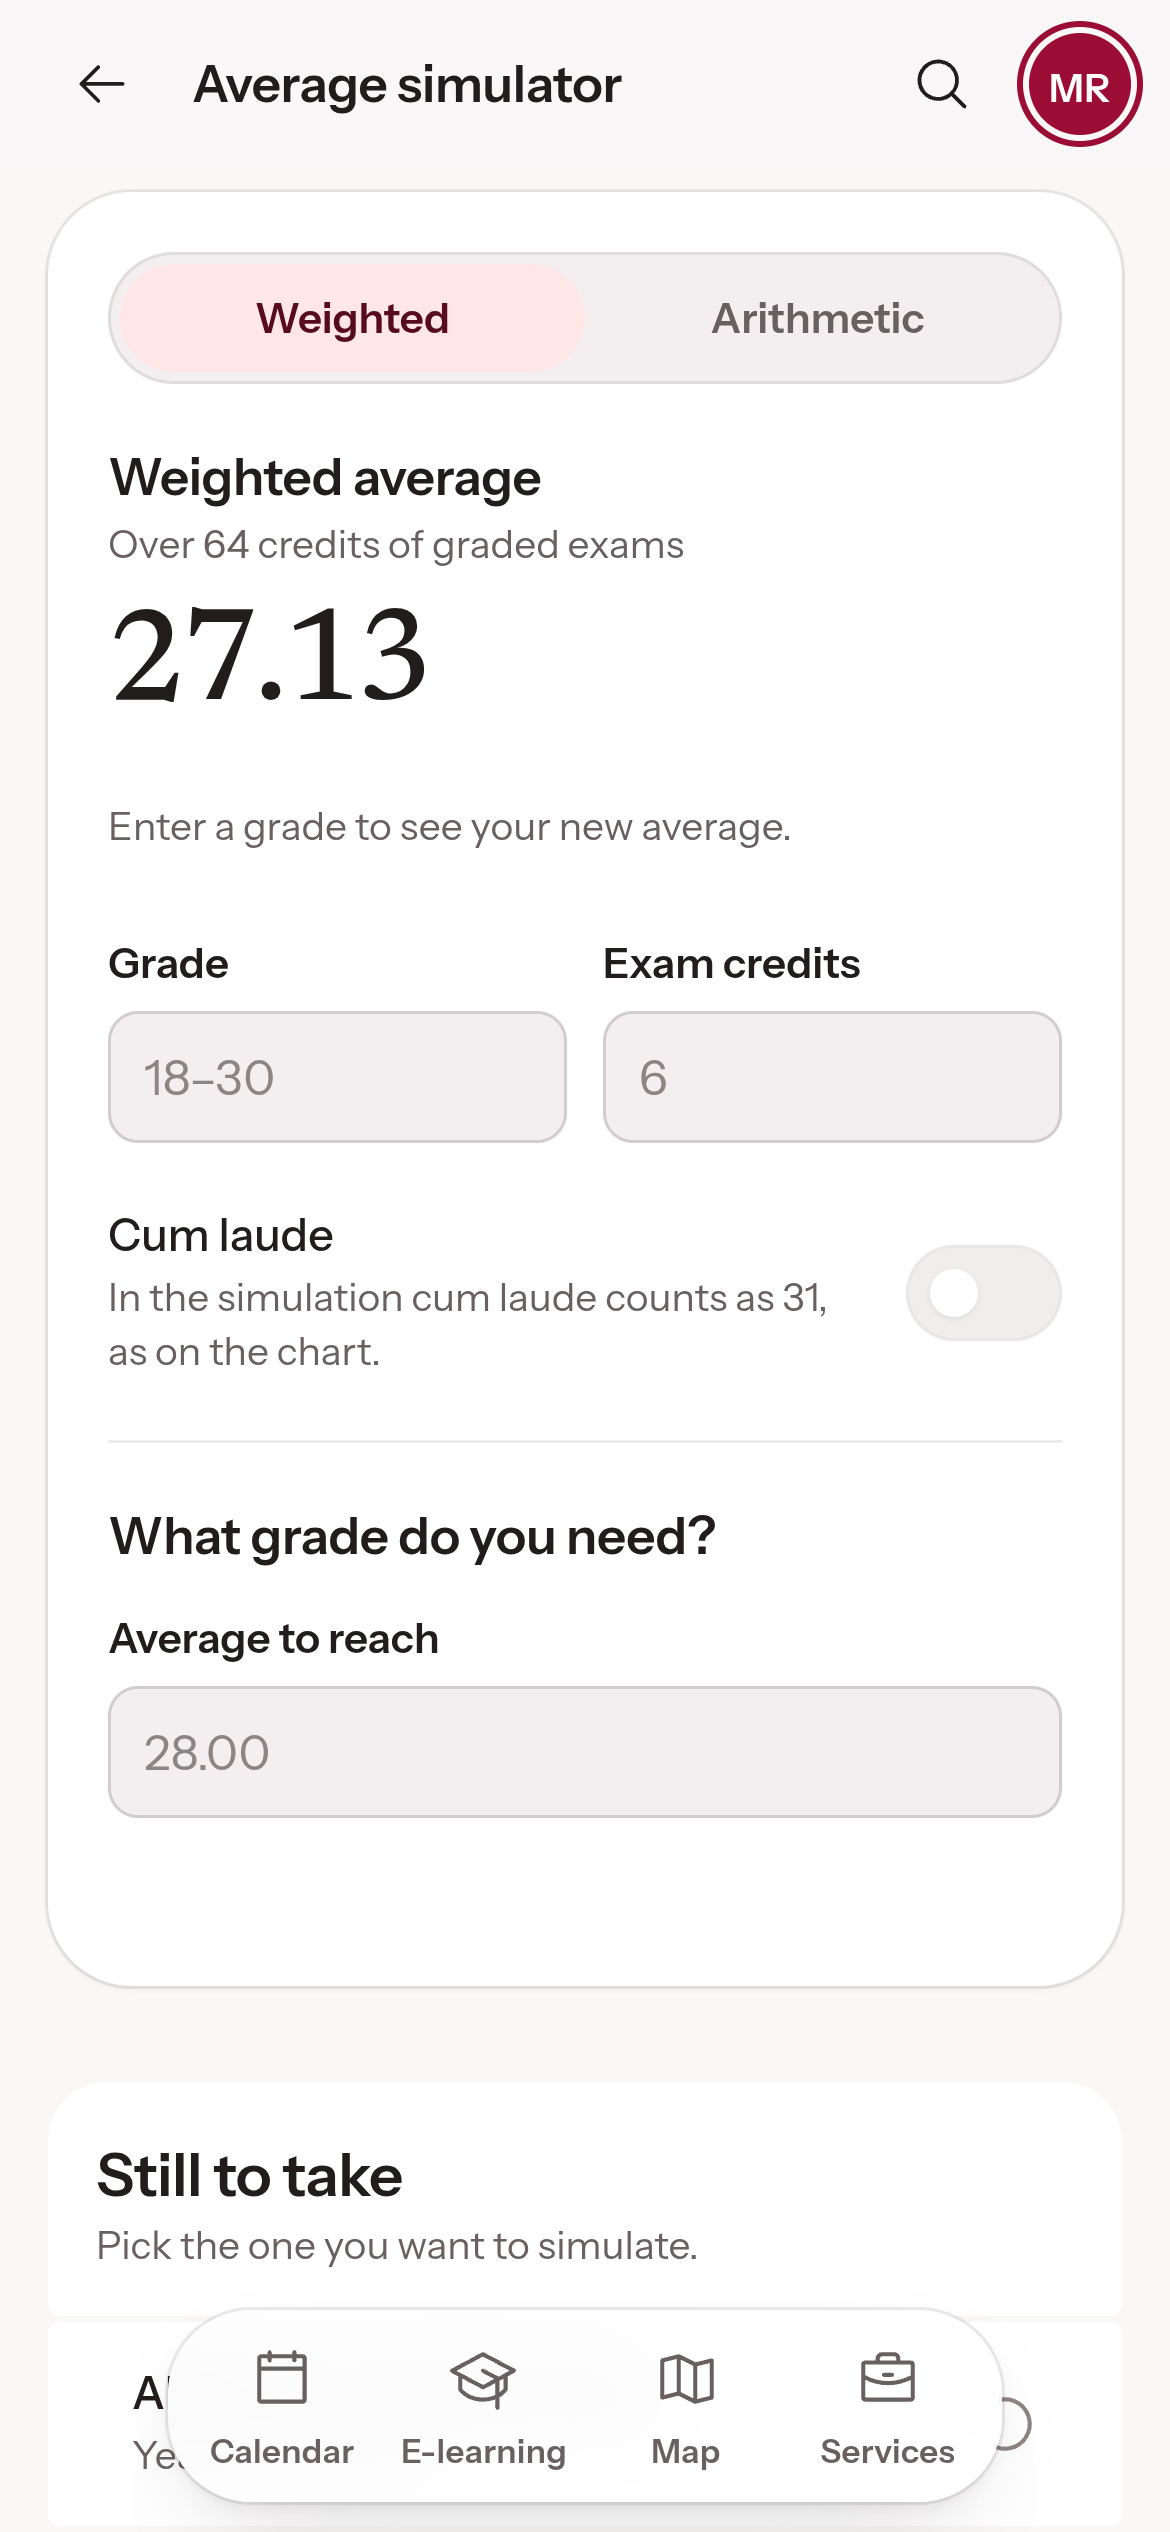 Average simulator
MR
Weighted
Arithmetic
Weighted average
Over 64 credits of graded exams
27.13
Enter a grade to see your new average.
Grade
Exam credits
18–30
6
Cum laude
In the simulation cum laude counts as 31,
as on the chart.
What grade do you need?
Average to reach
28.00
Still to take
Pick the one you want to simulate.
Calendar
E-learning
Map
Services